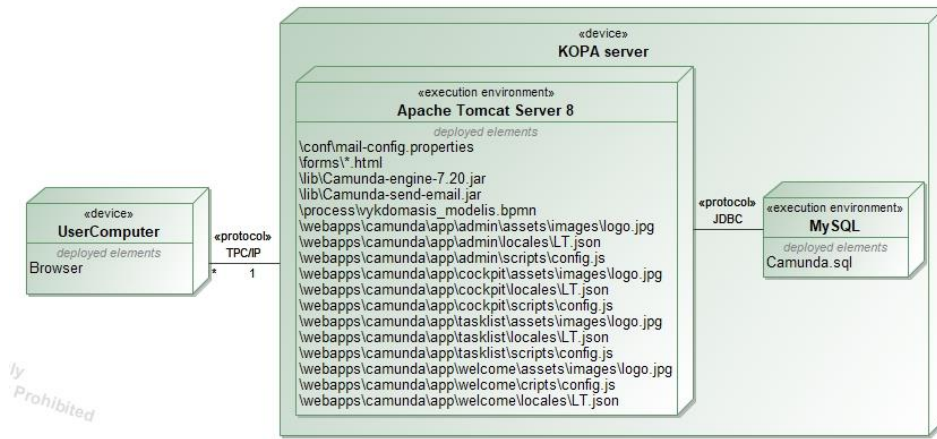 «device»
KOPA server
«execution environment»
Apache Tomcat Server 8
deployed elements
\conf\mail-config.properties
\forms\*.html
\lib\Camunda-engine-7.20.jar
\lib\Camunda-send-email.jar
\process\vykdomasis_modelis.bpmn
\webapps\camunda\app\admin\assets\images\logo.jpg
\webapps\camunda\app\admin\locales\LT.json
\webapps\camunda\app\admin\scripts\config.js
\webapps\camunda\app\cockpit\assets\images\logo.jpg
\webapps\camunda\app\cockpit\locales\LT.json
\webapps\camunda\app\cockpit\scripts\config.js
\webapps\camunda\app\tasklist\assets\images\logo.jpg
\webapps\camunda\app\tasklist\locales\LT.json
\webapps\camunda\app\tasklist\scripts\config.js
\webapps\camunda\app\welcome\assets\images\logo.jpg
\webapps\camunda\app\welcome\cripts\config.js
\webapps\camunda\app\welcome\locales\LT.json
«device»
UserComputer
deployed elements
Browser
«protocol»
TPC/IP
* 1
«protocol»
JDBC
«execution environment»
MySQL
deployed elements
Camunda.sql
ly
Prohibited